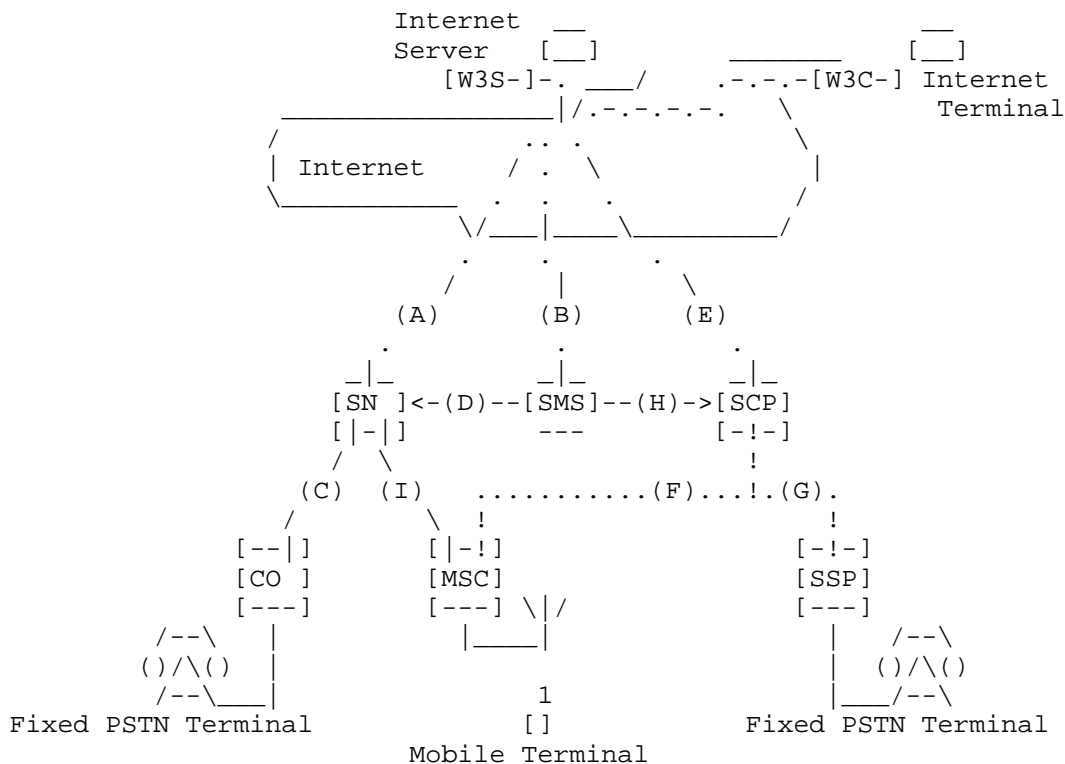 Internet
Server
[W3S-] [W3C-] Internet
Terminal
Internet
(A) (B) (E)
[SN ]<-(D)--[SMS]--(H)->[SCP]
(C) (I) (F) (G)
[CO ] [MSC] [SSP]
1
Fixed PSTN Terminal [] Fixed PSTN Terminal
Mobile Terminal